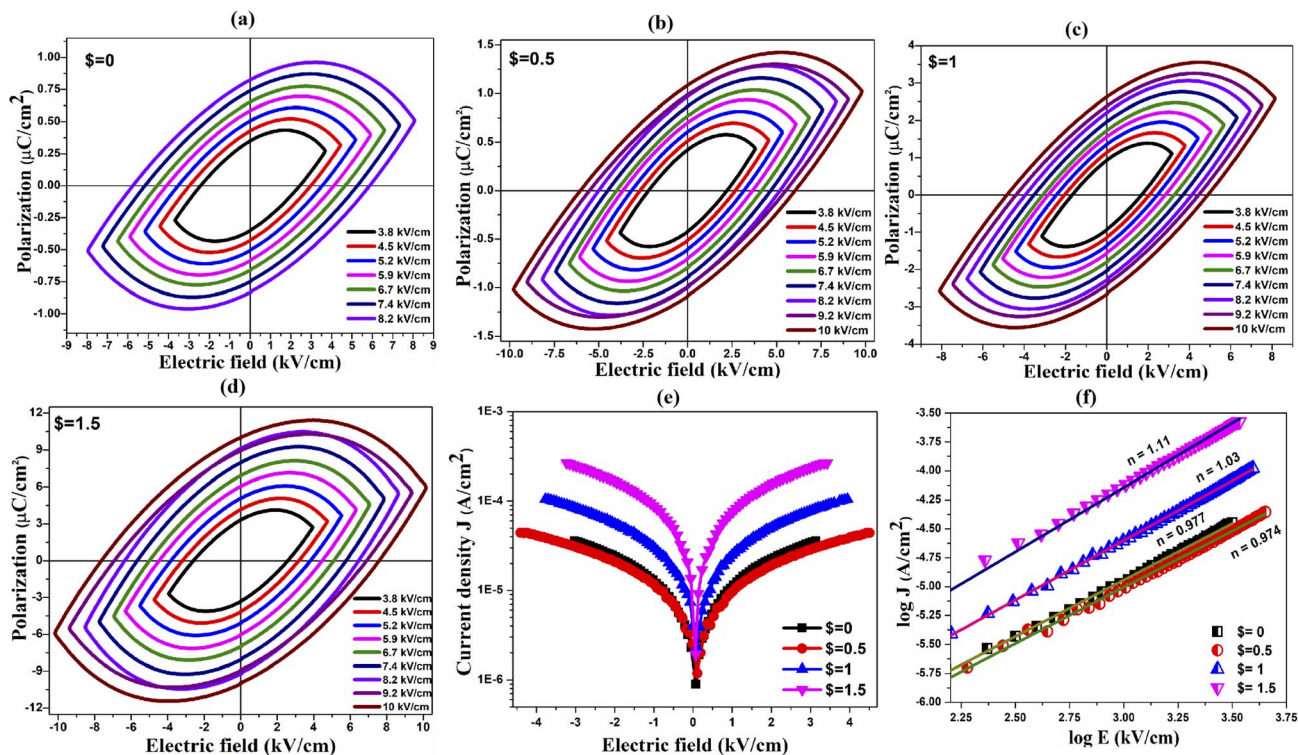 (a)
$=0
Polarization (μC/cm²)
1.00
0.75
0.50
0.25
0.00
-0.25
-0.50
-0.75
-1.00
3.8 kV/cm
4.5 kV/cm
5.2 kV/cm
5.9 kV/cm
6.7 kV/cm
7.4 kV/cm
8.2 kV/cm
-9 -8 -7 -6 -5 -4 -3 -2 -1 0 1 2 3 4 5 6 7 8 9
Electric field (kV/cm)
(b)
$=0.5
Polarization (μC/cm²)
1.5
1.0
0.5
0.0
-0.5
-1.0
-1.5
3.8 kV/cm
4.5 kV/cm
5.2 kV/cm
5.9 kV/cm
6.7 kV/cm
7.4 kV/cm
8.2 kV/cm
9.2 kV/cm
10 kV/cm
-10.0 -7.5 -5.0 -2.5 0.0 2.5 5.0 7.5 10.0
Electric field (kV/cm)
(c)
$=1
Polarization (μC/cm²)
4
3
2
1
0
-1
-2
-3
-4
3.8 kV/cm
4.5 kV/cm
5.2 kV/cm
5.9 kV/cm
6.7 kV/cm
7.4 kV/cm
8.2 kV/cm
9.2 kV/cm
10 kV/cm
-8 -6 -4 -2 0 2 4 6 8
Electric field (kV/cm)
(d)
$=1.5
Polarization (μC/cm²)
12
9
6
3
0
-3
-6
-9
-12
3.8 kV/cm
4.5 kV/cm
5.2 kV/cm
5.9 kV/cm
6.7 kV/cm
7.4 kV/cm
8.2 kV/cm
9.2 kV/cm
10 kV/cm
-10 -8 -6 -4 -2 0 2 4 6 8 10
Electric field (kV/cm)
(e)
Current density J (A/cm²)
1E-3
1E-4
1E-5
1E-6
$=0
$=0.5
$=1
$=1.5
-4 -3 -2 -1 0 1 2 3 4
Electric field (kV/cm)
(f)
log J (A/cm²)
-3.50
-3.75
-4.00
-4.25
-4.50
-4.75
-5.00
-5.25
-5.50
-5.75
-6.00
n = 1.11
n = 1.03
n = 0.977
n = 0.974
$= 0
$=0.5
$= 1
$= 1.5
2.25 2.50 2.75 3.00 3.25 3.50 3.75
log E (kV/cm)